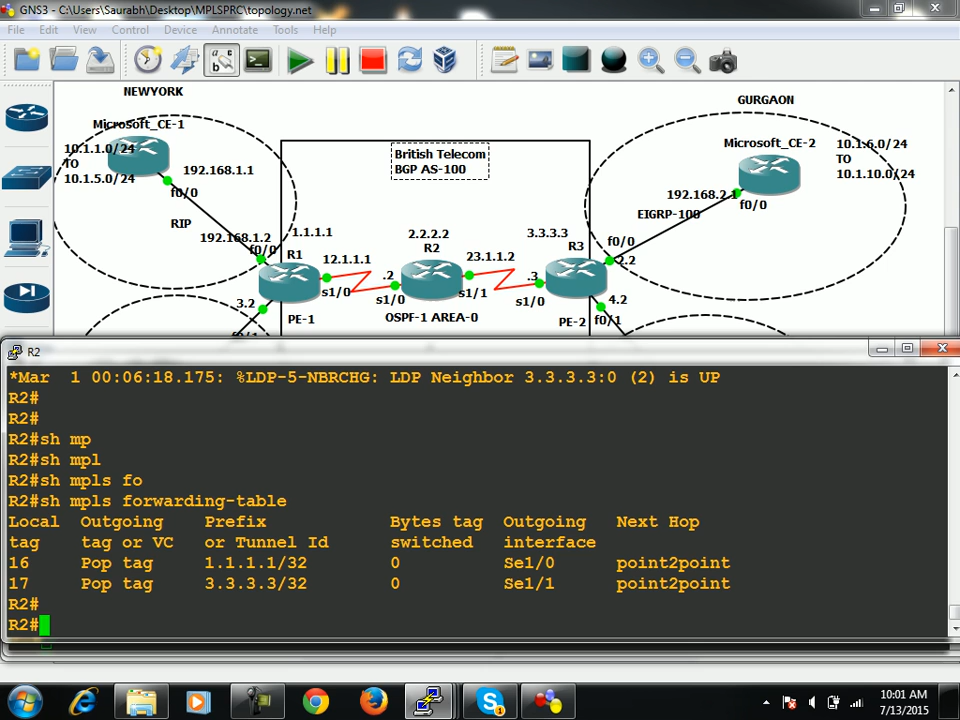 GNS3 - C:\Users\Saurabh\Desktop\MPLSPRC\topology.net
File Edit View Control Device Annotate Tools Help
NEWYORK
GURGAON
Microsoft_CE-1
Microsoft_CE-2
10.1.1.0/24
TO
10.1.5.0/24
192.168.1.1
f0/0
British Telecom
BGP AS-100
10.1.6.0/24
TO
10.1.10.0/24
192.168.2.1
f0/0
EIGRP-100
RIP
192.168.1.2
f0/0
1.1.1.1
R1
12.1.1.1
s1/0
2.2.2.2
R2
.2
s1/0
23.1.1.2
s1/1
3.3.3.3
R3
.3
s1/0
f0/0
2.2
3.2
f0/1
PE-1
OSPF-1 AREA-0
PE-2
4.2
f0/1
R2
*Mar 1 00:06:18.175: %LDP-5-NBRCHG: LDP Neighbor 3.3.3.3:0 (2) is UP
R2#
R2#
R2#sh mp
R2#sh mpl
R2#sh mpls fo
R2#sh mpls forwarding-table
Local Outgoing Prefix Bytes tag Outgoing Next Hop
tag tag or VC or Tunnel Id switched interface
16 Pop tag 1.1.1.1/32 0 Se1/0 point2point
17 Pop tag 3.3.3.3/32 0 Se1/1 point2point
R2#
R2#
10:01 AM
7/13/2015